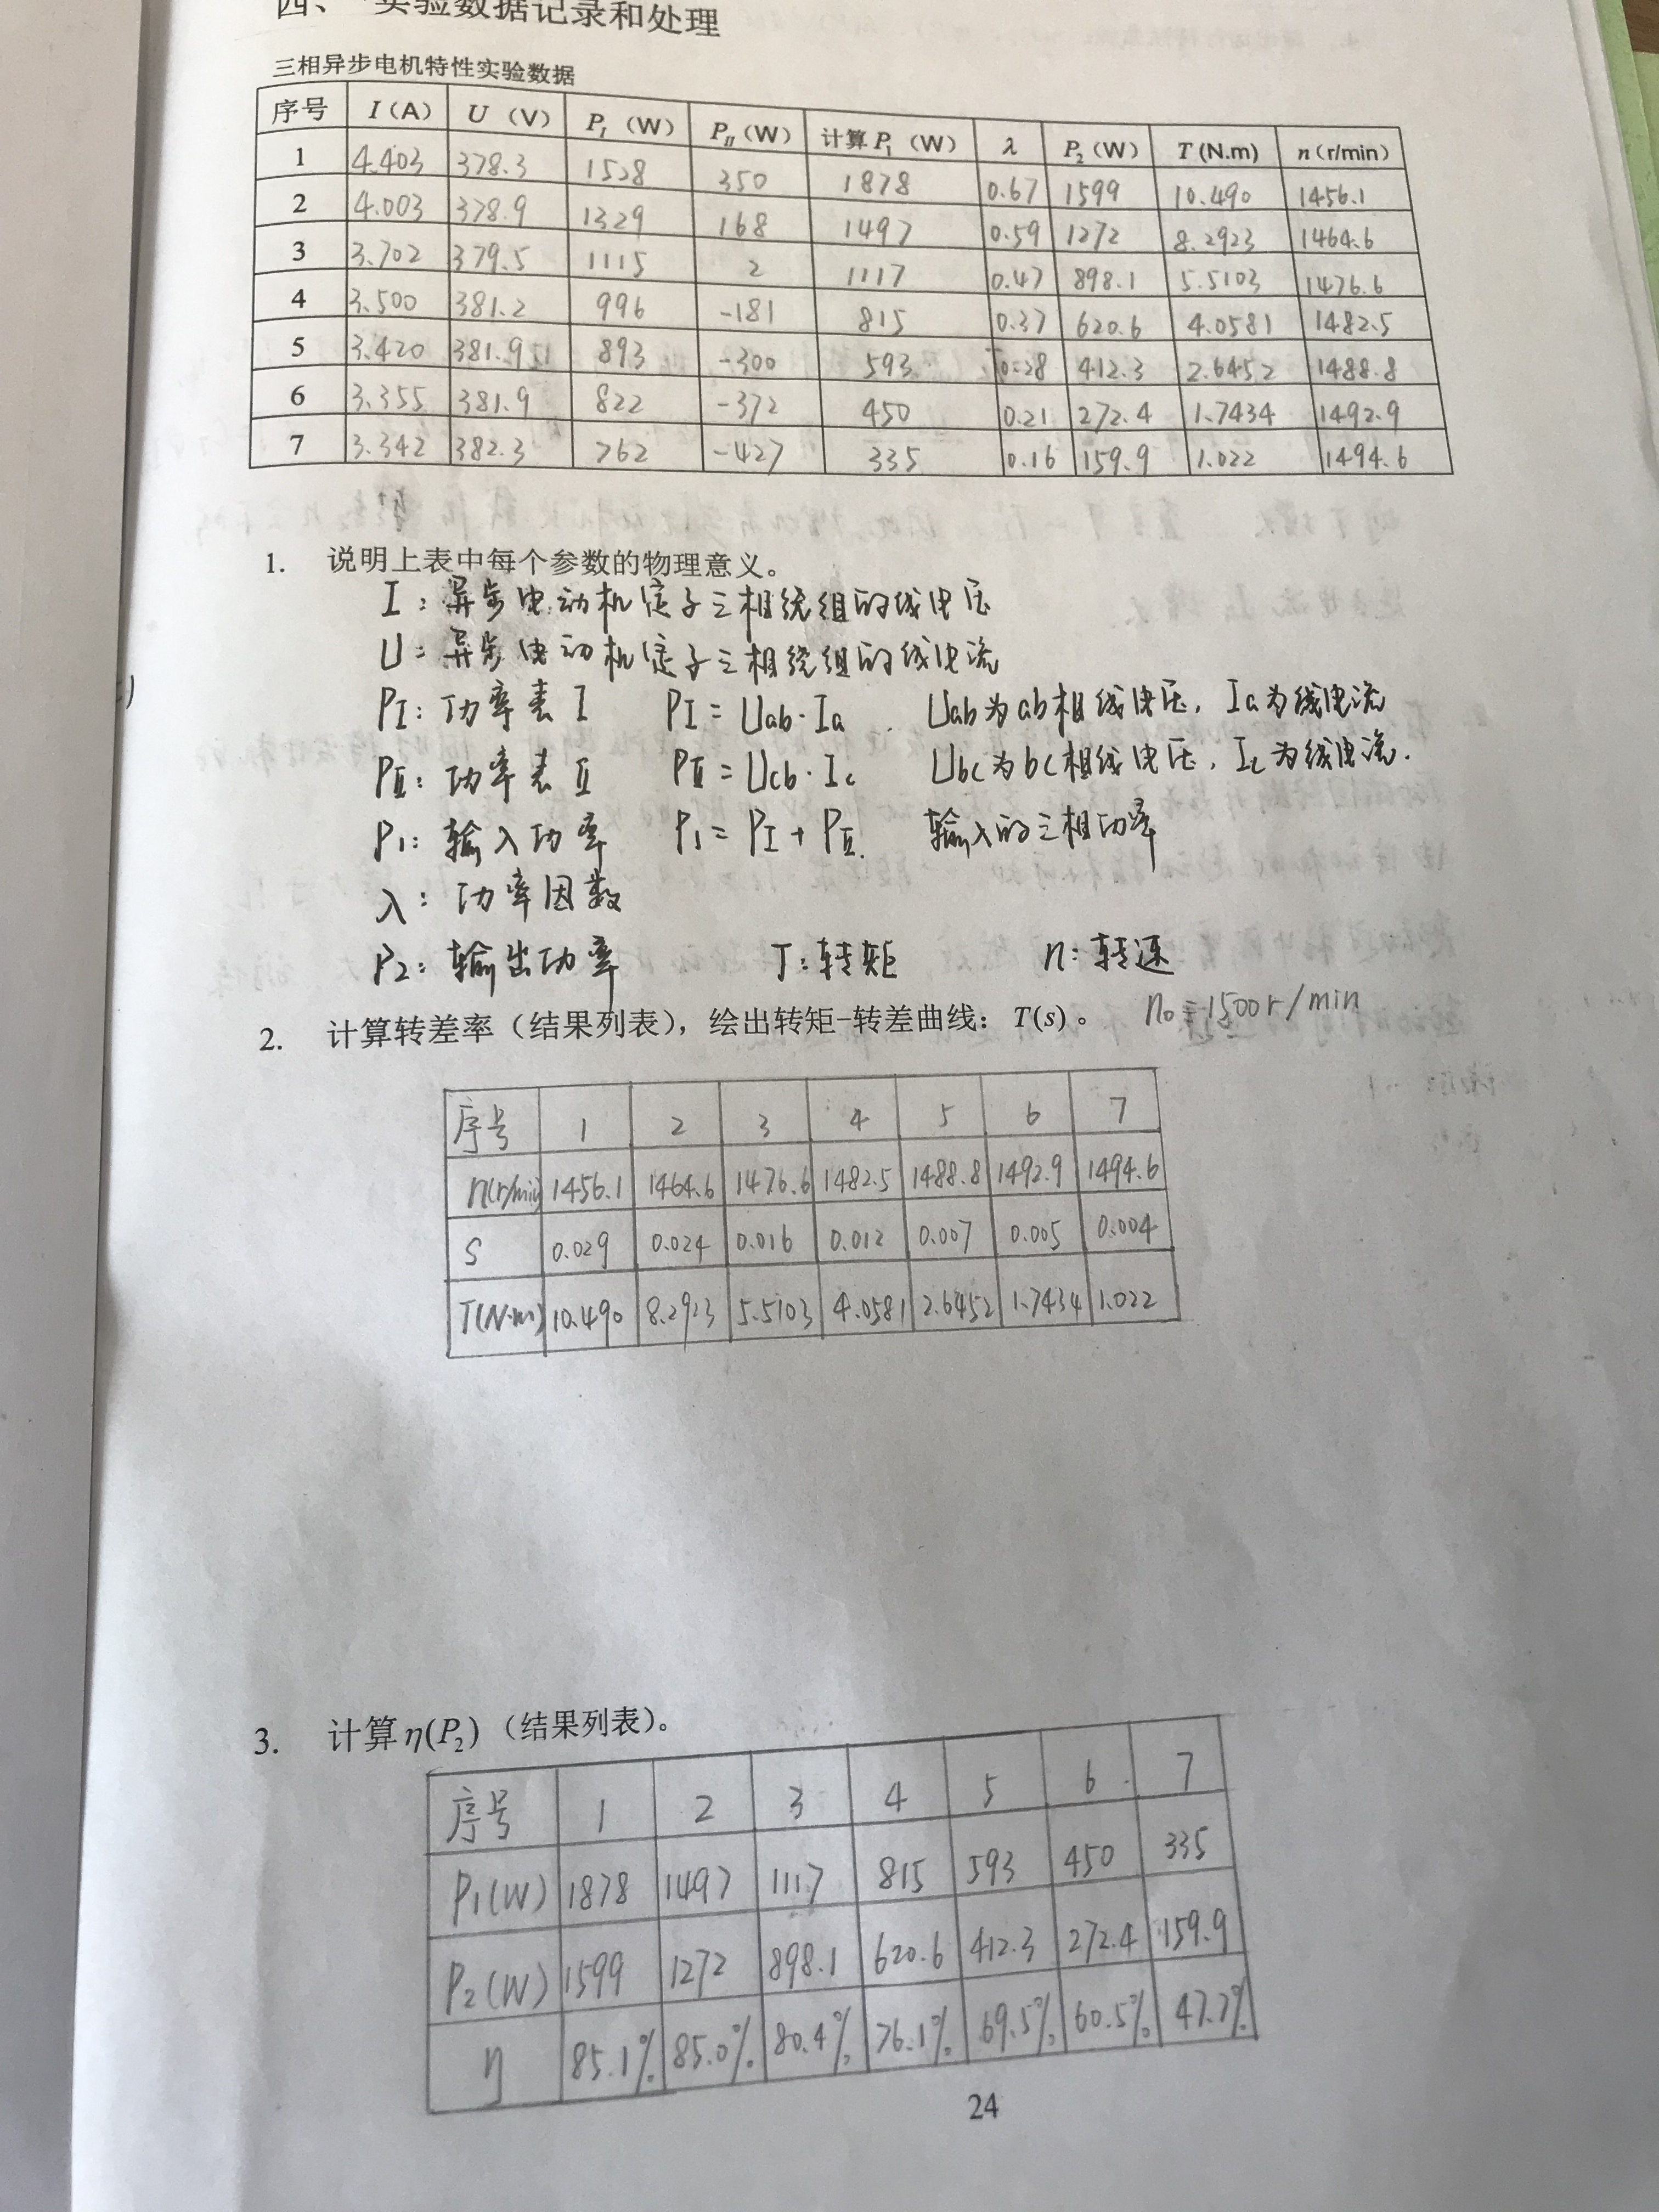 四、实验数据记录和处理
三相异步电机特性实验数据
序号 I(A) U (V) P_I (W) P_II(W) 计算P₁ (W) λ P₂(W) T(N.m) n(r/min)
1 4.403 378.3 1528 350 1878 0.67 1599 10.490 1456.1
2 4.003 378.9 1329 168 1497 0.59 1272 8.2923 1464.6
3 3.702 379.5 1115 2 1117 0.47 898.1 5.5103 1476.6
4 3.500 381.2 996 -181 815 0.37 620.6 4.0581 1482.5
5 3.420 381.9 893 -300 593 0.28 412.3 2.6452 1488.8
6 3.355 381.9 822 -372 450 0.21 272.4 1.7434 1492.9
7 3.342 382.3 762 -427 335 0.16 159.9 1.022 1494.6
1. 说明上表中每个参数的物理意义。
I：异步电动机定子三相绕组的线电压
U：异步电动机定子三相绕组的线电流
PI：功率表I PI=Uab·Ia Uab为ab相线电压，Ia为线电流
PII：功率表II PII=Ucb·Ic Ubc为bc相线电压，Ic为线电流.
P₁：输入功率 P₁=PI+PII. 输入的三相功率
λ：功率因数
P₂：输出功率 T：转矩 n：转速
2. 计算转差率（结果列表），绘出转矩-转差曲线：T(s)。 n₀=1500r/min
序号 1 2 3 4 5 6 7
n(r/min) 1456.1 1464.6 1476.6 1482.5 1488.8 1492.9 1494.6
S 0.029 0.024 0.016 0.012 0.007 0.005 0.004
T(N·m) 10.490 8.2923 5.5103 4.0581 2.6452 1.7434 1.022
3. 计算η(P₂)（结果列表）。
序号 1 2 3 4 5 6 7
P₁(W) 1878 1497 1117 815 593 450 335
P₂(W) 1599 1272 898.1 620.6 412.3 272.4 159.9
η 85.1% 85.0% 80.4% 76.1% 69.5% 60.5% 47.7%
24